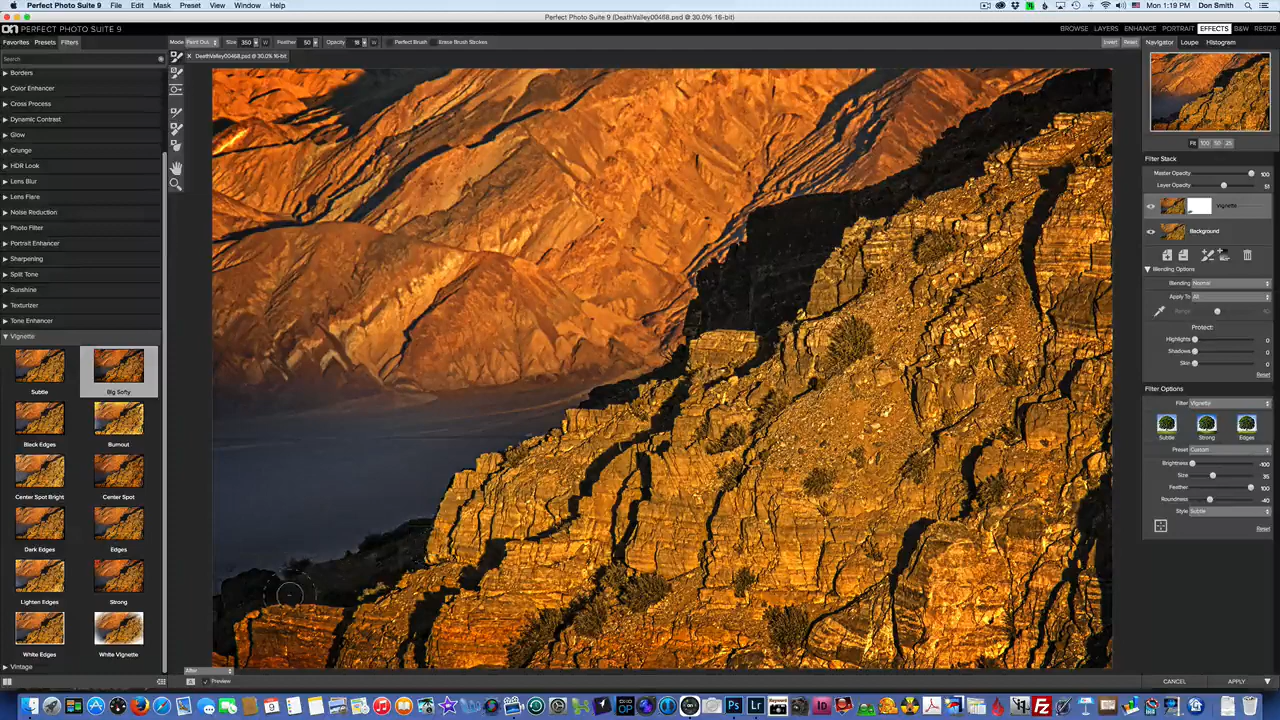 Perfect Photo Suite 9 File Edit Mask Preset View Window Help Mon 1:19 PM Don Smith
Perfect Photo Suite 9 (DeathValley00468.psd @ 30.0% 16-bit)
on PERFECT PHOTO SUITE 9 BROWSE LAYERS ENHANCE PORTRAIT EFFECTS B&W RESIZE
Favorites Presets Filters Mode Paint Out Size 350 Feather 50 Opacity 18 Perfect Brush Erase Brush Strokes Invert Reset Navigator Loupe Histogram
Search
DeathValley00468.psd @ 30.0% 16-bit
Borders
Color Enhancer
Cross Process
Dynamic Contrast
Glow
Grunge
HDR Look
Lens Blur
Lens Flare
Noise Reduction
Photo Filter
Portrait Enhancer
Sharpening
Split Tone
Sunshine
Texturizer
Tone Enhancer
Vignette
Subtle Big Softy
Black Edges Burnout
Center Spot Bright Center Spot
Dark Edges Edges
Lighten Edges Strong
White Edges White Vignette
Vintage
After
A Preview
Fit 100 50 25
Filter Stack
Master Opacity 100
Layer Opacity 61
Vignette
Background
Blending Options
Blending Normal
Apply To All
Range 40
Protect:
Highlights 0
Shadows 0
Skin 0
Reset
Filter Options
Filter Vignette
Subtle Strong Edges
Preset Custom
Brightness -100
Size 35
Feather 100
Roundness -40
Style Subtle
Reset
CANCEL APPLY